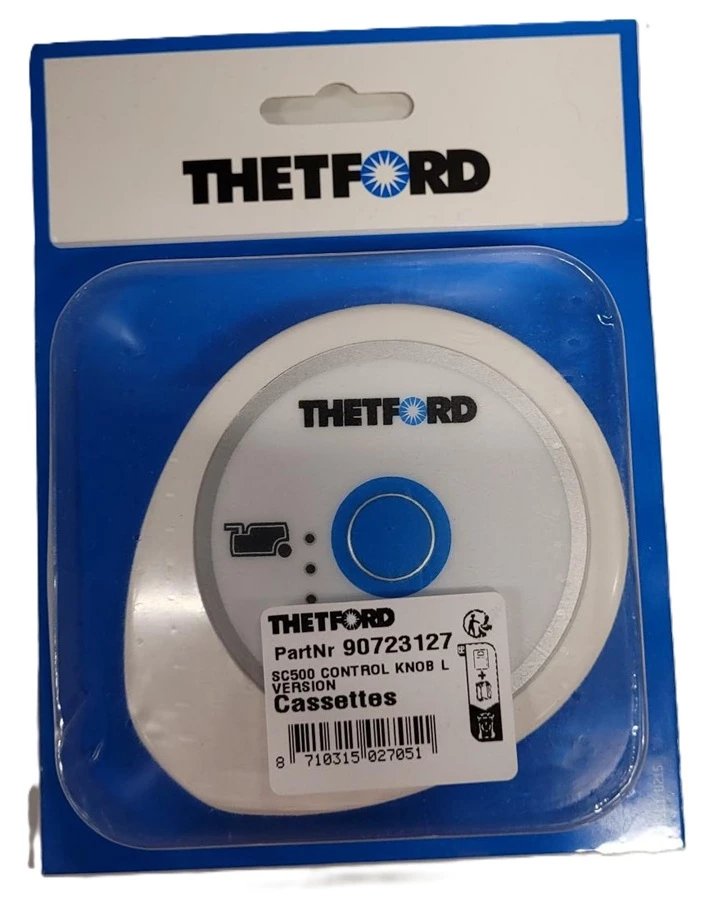 THETFORD
THETFORD
THETFORD
PartNr 90723127
SC500 CONTROL KNOB L
VERSION
Cassettes
8 710315 027051